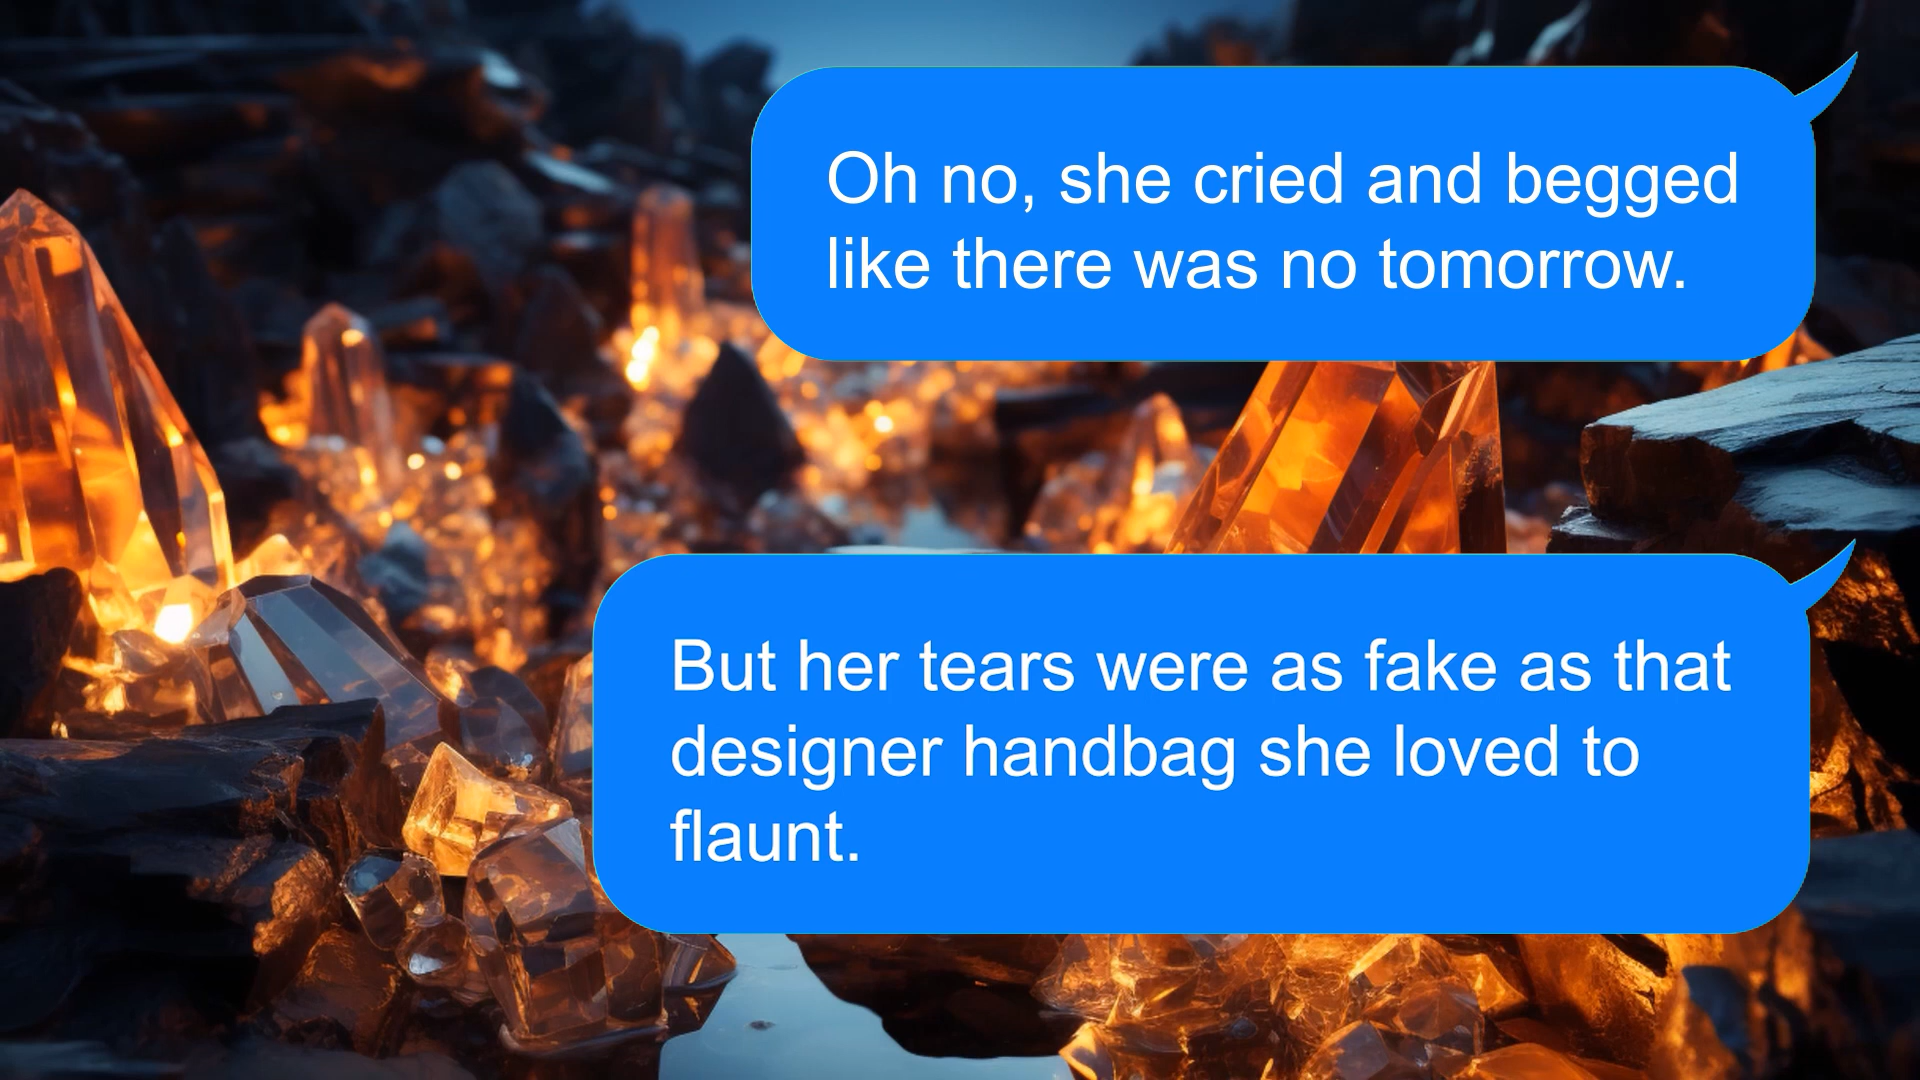 Oh no, she cried and begged
like there was no tomorrow.
But her tears were as fake as that
designer handbag she loved to
flaunt.